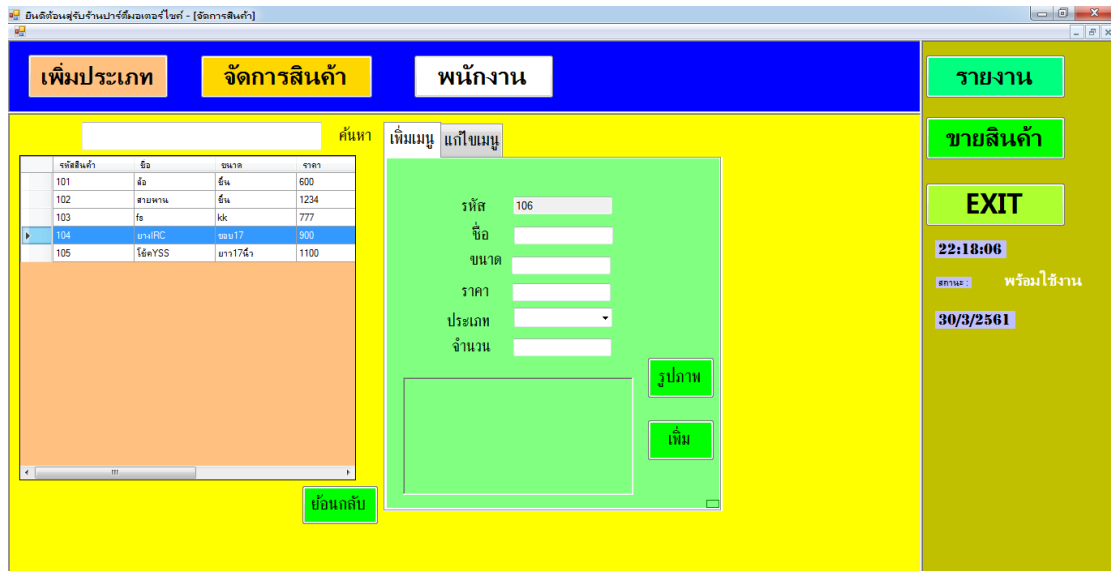 ยินดีต้อนสู่รับร้านปาร์ตี้มอเตอร์ไซค์ - [จัดการสินค้า]
เพิ่มประเภท จัดการสินค้า พนักงาน
รายงาน
ขายสินค้า
EXIT
22:18:06
สถานะ : พร้อมใช้งาน
30/3/2561
ค้นหา
รหัสสินค้า ชื่อ ขนาด ราคา
101 ล้อ ชิ้น 600
102 สายพาน ชิ้น 1234
103 fs kk 777
104 ยางIRC ขอบ17 900
105 โช้คYSS ยาว17นิ้ว 1100
ย้อนกลับ
เพิ่มเมนู แก้ไขเมนู
รหัส 106
ชื่อ
ขนาด
ราคา
ประเภท
จำนวน
รูปภาพ
เพิ่ม